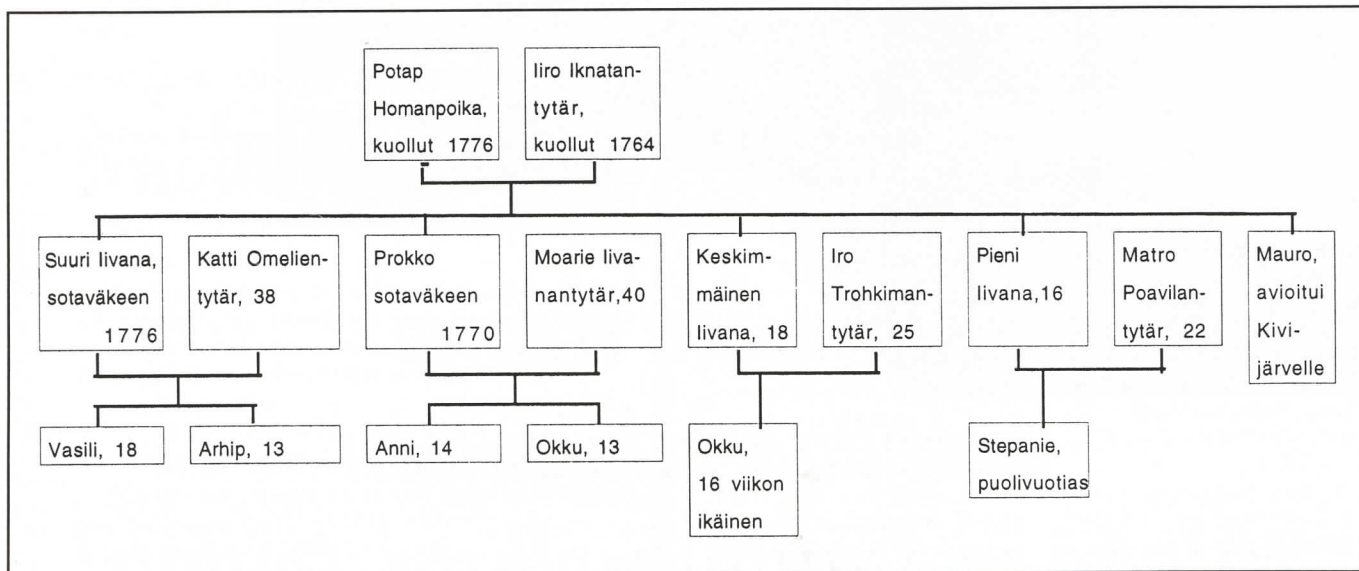 Potap
Homanpoika,
kuollut 1776
Iiro Iknatan-
tytär,
kuollut 1764
Suuri Iivana,
sotaväkeen
1776
Katti Omelien-
tytär, 38
Prokko
sotaväkeen
1770
Moarie Iiva-
nantytär,40
Keskim-
mäinen
Iivana, 18
Iro
Trohkiman-
tytär, 25
Pieni
Iivana,16
Matro
Poavilan-
tytär, 22
Mauro,
avioitui
Kivi-
järvelle
Vasili, 18
Arhip, 13
Anni, 14
Okku, 13
Okku,
16 viikon
ikäinen
Stepanie,
puolivuotias